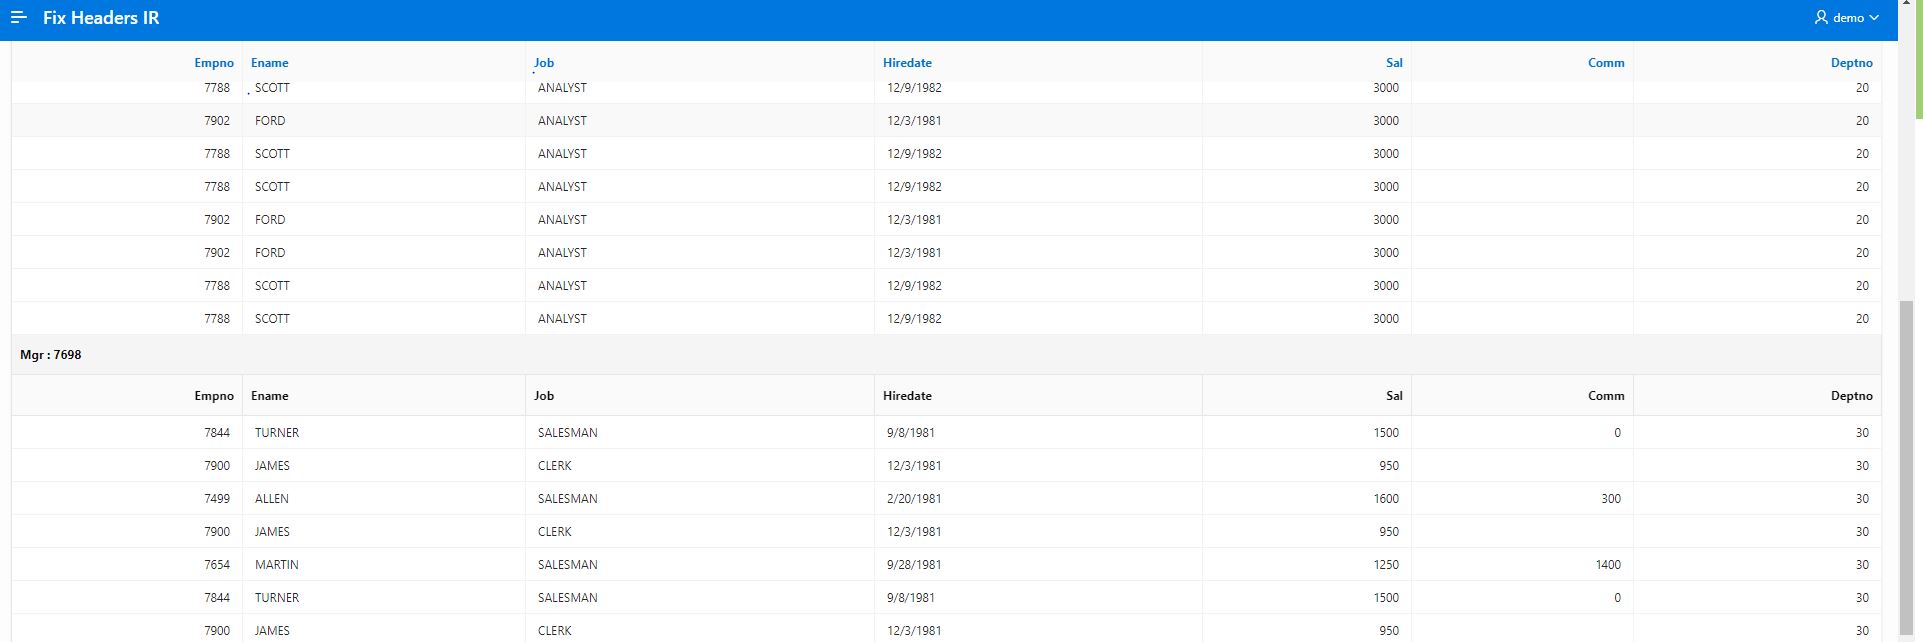 Fix Headers IR demo
Empno Ename Job Hiredate Sal Comm Deptno
7788 SCOTT ANALYST 12/9/1982 3000 20
7902 FORD ANALYST 12/3/1981 3000 20
7788 SCOTT ANALYST 12/9/1982 3000 20
7788 SCOTT ANALYST 12/9/1982 3000 20
7902 FORD ANALYST 12/3/1981 3000 20
7902 FORD ANALYST 12/3/1981 3000 20
7788 SCOTT ANALYST 12/9/1982 3000 20
7788 SCOTT ANALYST 12/9/1982 3000 20
Mgr : 7698
Empno Ename Job Hiredate Sal Comm Deptno
7844 TURNER SALESMAN 9/8/1981 1500 0 30
7900 JAMES CLERK 12/3/1981 950 30
7499 ALLEN SALESMAN 2/20/1981 1600 300 30
7900 JAMES CLERK 12/3/1981 950 30
7654 MARTIN SALESMAN 9/28/1981 1250 1400 30
7844 TURNER SALESMAN 9/8/1981 1500 0 30
7900 JAMES CLERK 12/3/1981 950 30